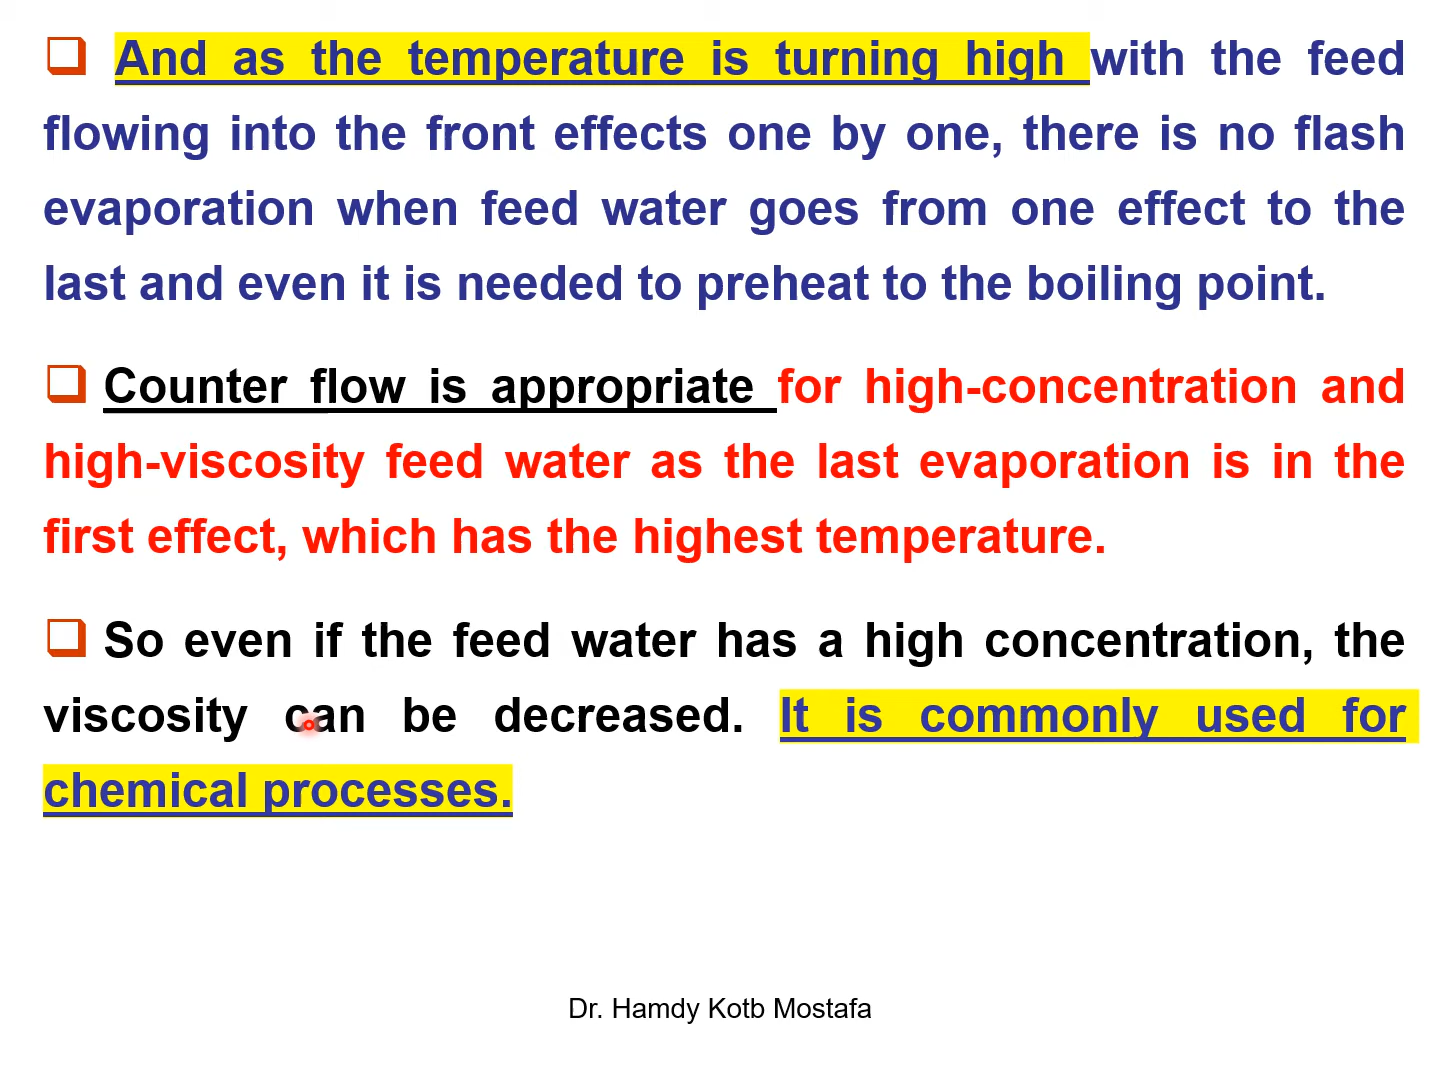 And as the temperature is turning high with the feed
flowing into the front effects one by one, there is no flash
evaporation when feed water goes from one effect to the
last and even it is needed to preheat to the boiling point.
Counter flow is appropriate for high-concentration and
high-viscosity feed water as the last evaporation is in the
first effect, which has the highest temperature.
So even if the feed water has a high concentration, the
viscosity can be decreased. It is commonly used for
chemical processes.
Dr. Hamdy Kotb Mostafa